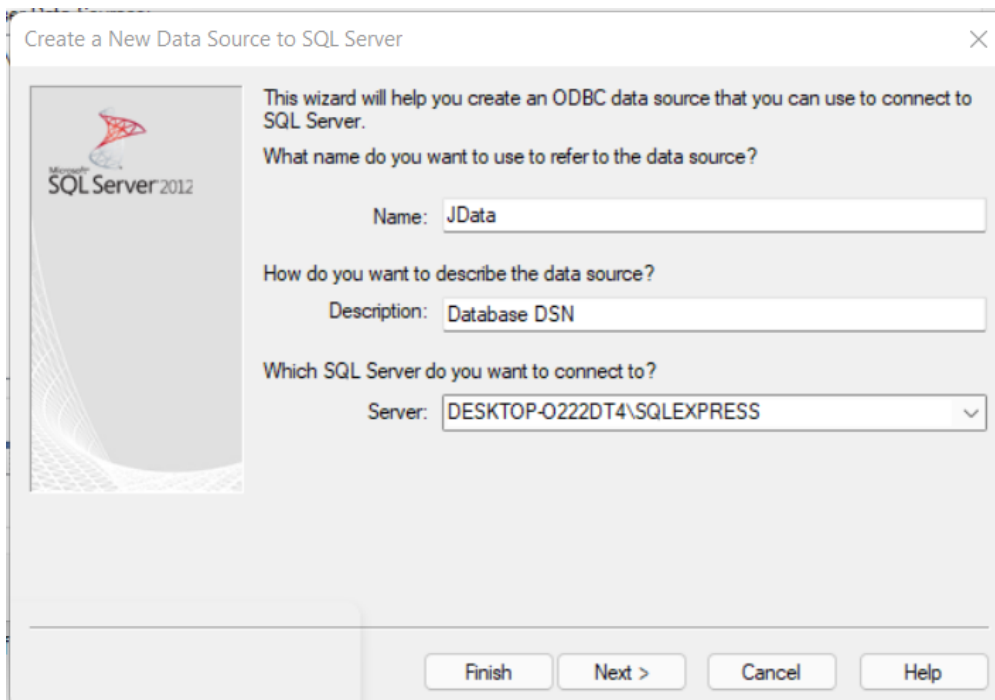 Create a New Data Source to SQL Server
This wizard will help you create an ODBC data source that you can use to connect to
SQL Server.
Microsoft
SQL Server 2012
What name do you want to use to refer to the data source?
Name: JData
How do you want to describe the data source?
Description: Database DSN
Which SQL Server do you want to connect to?
Server: DESKTOP-O222DT4\SQLEXPRESS
Finish
Next >
Cancel
Help